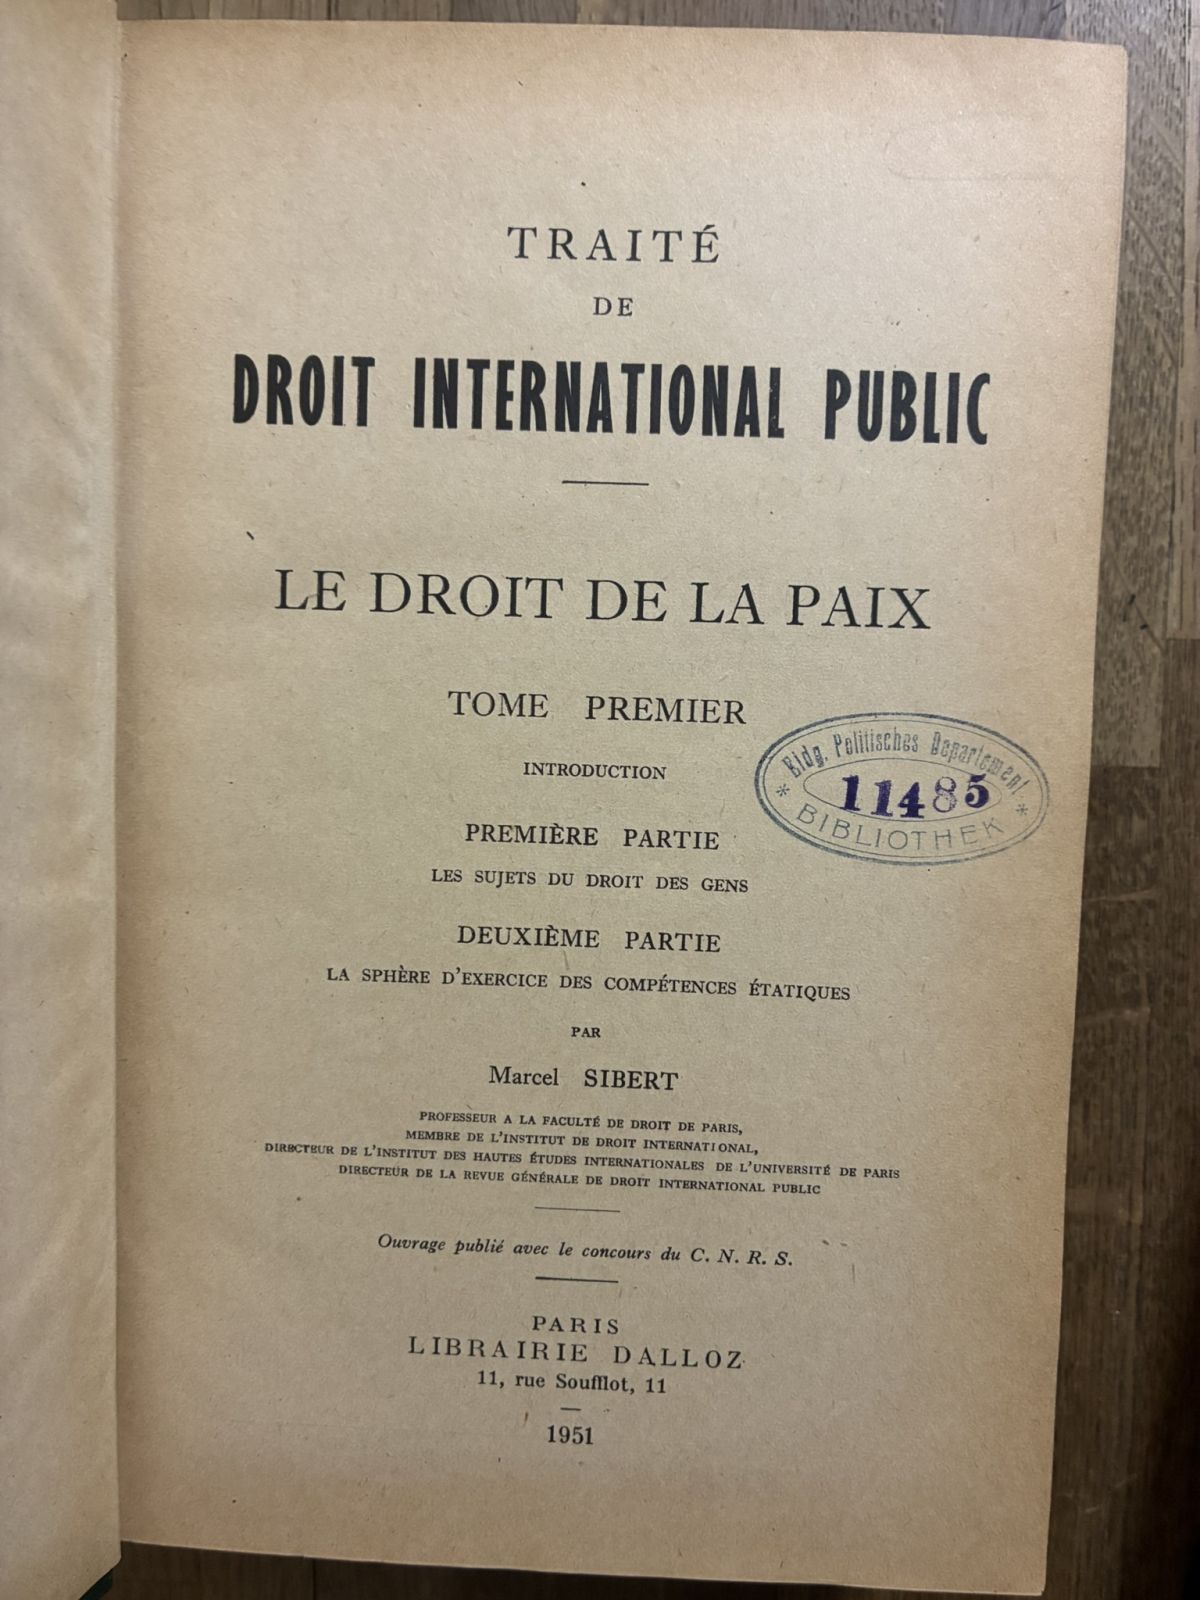 TRAITÉ
DE
DROIT INTERNATIONAL PUBLIC
LE DROIT DE LA PAIX
TOME PREMIER
INTRODUCTION
PREMIÈRE PARTIE
LES SUJETS DU DROIT DES GENS
DEUXIÈME PARTIE
LA SPHÈRE D'EXERCICE DES COMPÉTENCES ÉTATIQUES
PAR
Marcel SIBERT
PROFESSEUR A LA FACULTÉ DE DROIT DE PARIS,
MEMBRE DE L'INSTITUT DE DROIT INTERNATIONAL,
DIRECTEUR DE L'INSTITUT DES HAUTES ÉTUDES INTERNATIONALES DE L'UNIVERSITÉ DE PARIS
DIRECTEUR DE LA REVUE GÉNÉRALE DE DROIT INTERNATIONAL PUBLIC
Ouvrage publié avec le concours du C. N. R. S.
PARIS
LIBRAIRIE DALLOZ
11, rue Soufflot, 11
1951
Eidg. Politisches Departement
11485
* BIBLIOTHEK *